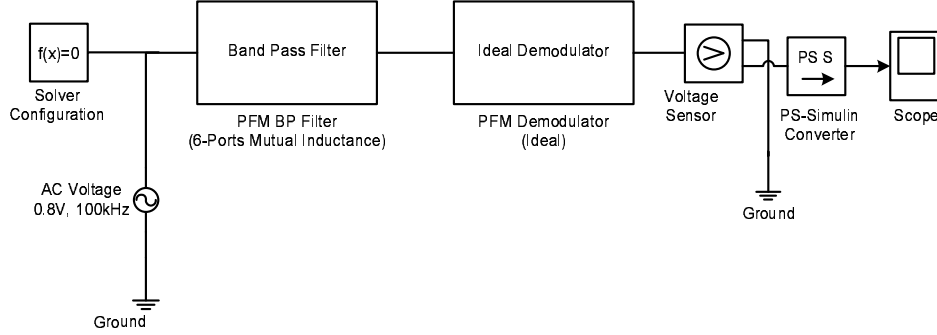 f(x)=0
Solver
Configuration
Band Pass Filter
PFM BP Filter
(6-Ports Mutual Inductance)
Ideal Demodulator
PFM Demodulator
(Ideal)
Voltage
Sensor
PS S
PS-Simulin
Converter
Scope
AC Voltage
0.8V, 100kHz
Ground
Ground